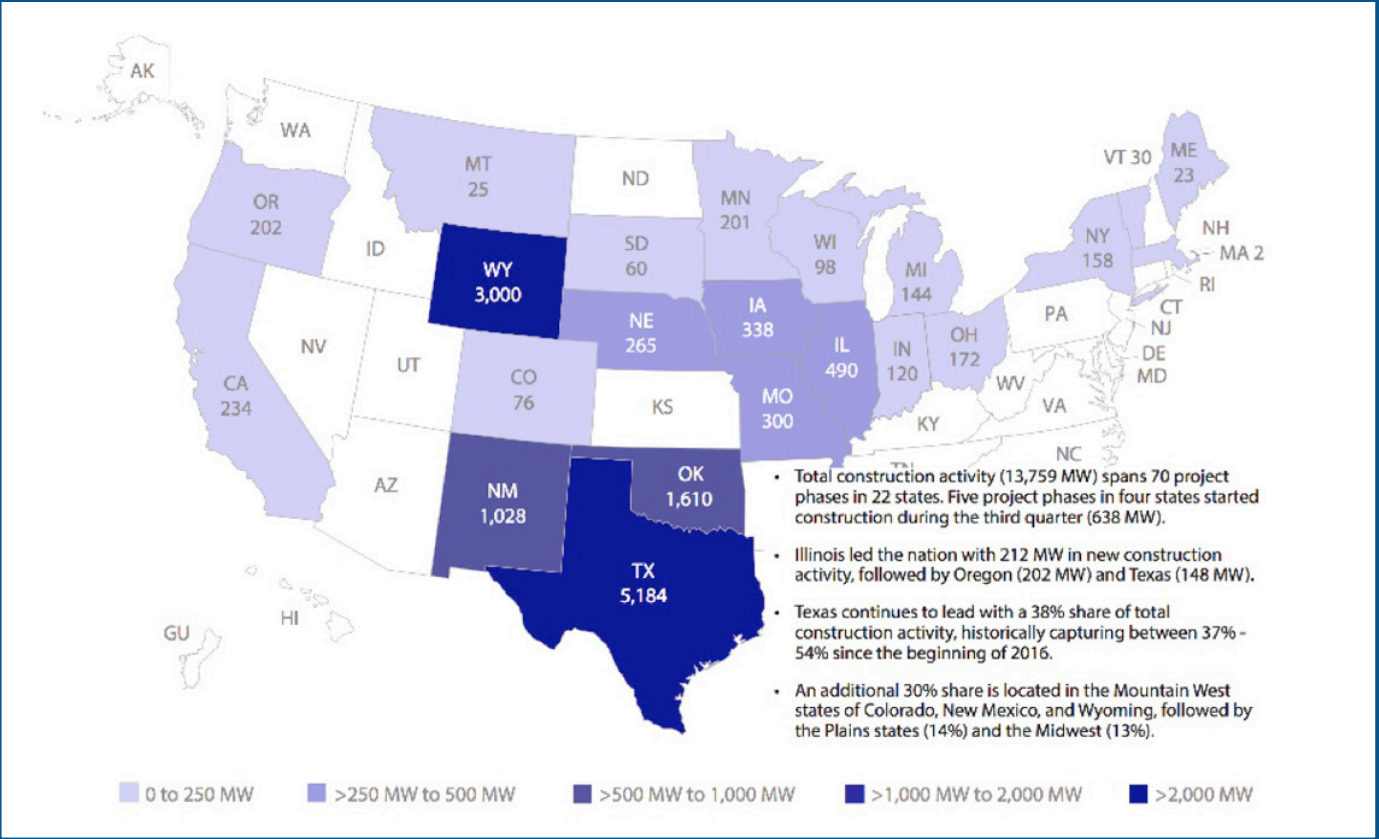 AK
WA
MT
25
ND
MN
201
VT 30
ME
23
OR
202
ID
SD
60
WI
98
MI
144
NY
158
NH
MA 2
RI
CT
NJ
DE
MD
WY
3,000
NE
265
IA
338
IL
490
IN
120
OH
172
PA
NV
UT
CO
76
KS
MO
300
WV
VA
KY
NC
TN
CA
234
AZ
NM
1,028
OK
1,610
TX
5,184
HI
GU
• Total construction activity (13,759 MW) spans 70 project
phases in 22 states. Five project phases in four states started
construction during the third quarter (638 MW).
• Illinois led the nation with 212 MW in new construction
activity, followed by Oregon (202 MW) and Texas (148 MW).
• Texas continues to lead with a 38% share of total
construction activity, historically capturing between 37% -
54% since the beginning of 2016.
• An additional 30% share is located in the Mountain West
states of Colorado, New Mexico, and Wyoming, followed by
the Plains states (14%) and the Midwest (13%).
0 to 250 MW
>250 MW to 500 MW
>500 MW to 1,000 MW
>1,000 MW to 2,000 MW
>2,000 MW